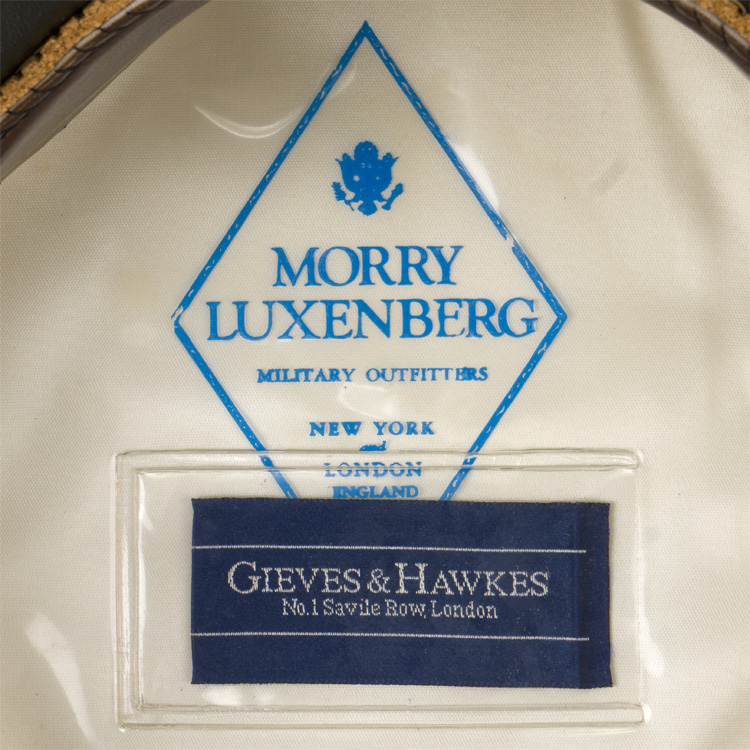 MORRY
LUXENBERG
MILITARY OUTFITTERS
NEW YORK
and
LONDON
ENGLAND
GIEVES & HAWKES
No.1 Savile Row, London